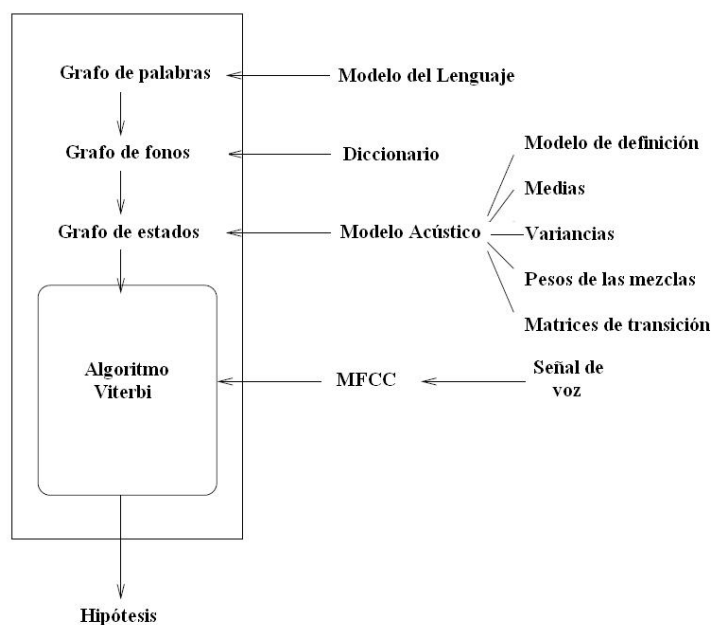 Grafo de palabras
Modelo del Lenguaje
Grafo de fonos
Diccionario
Modelo de definición
Medias
Grafo de estados
Modelo Acústico
Variancias
Pesos de las mezclas
Matrices de transición
Algoritmo
Viterbi
MFCC
Señal de
voz
Hipótesis